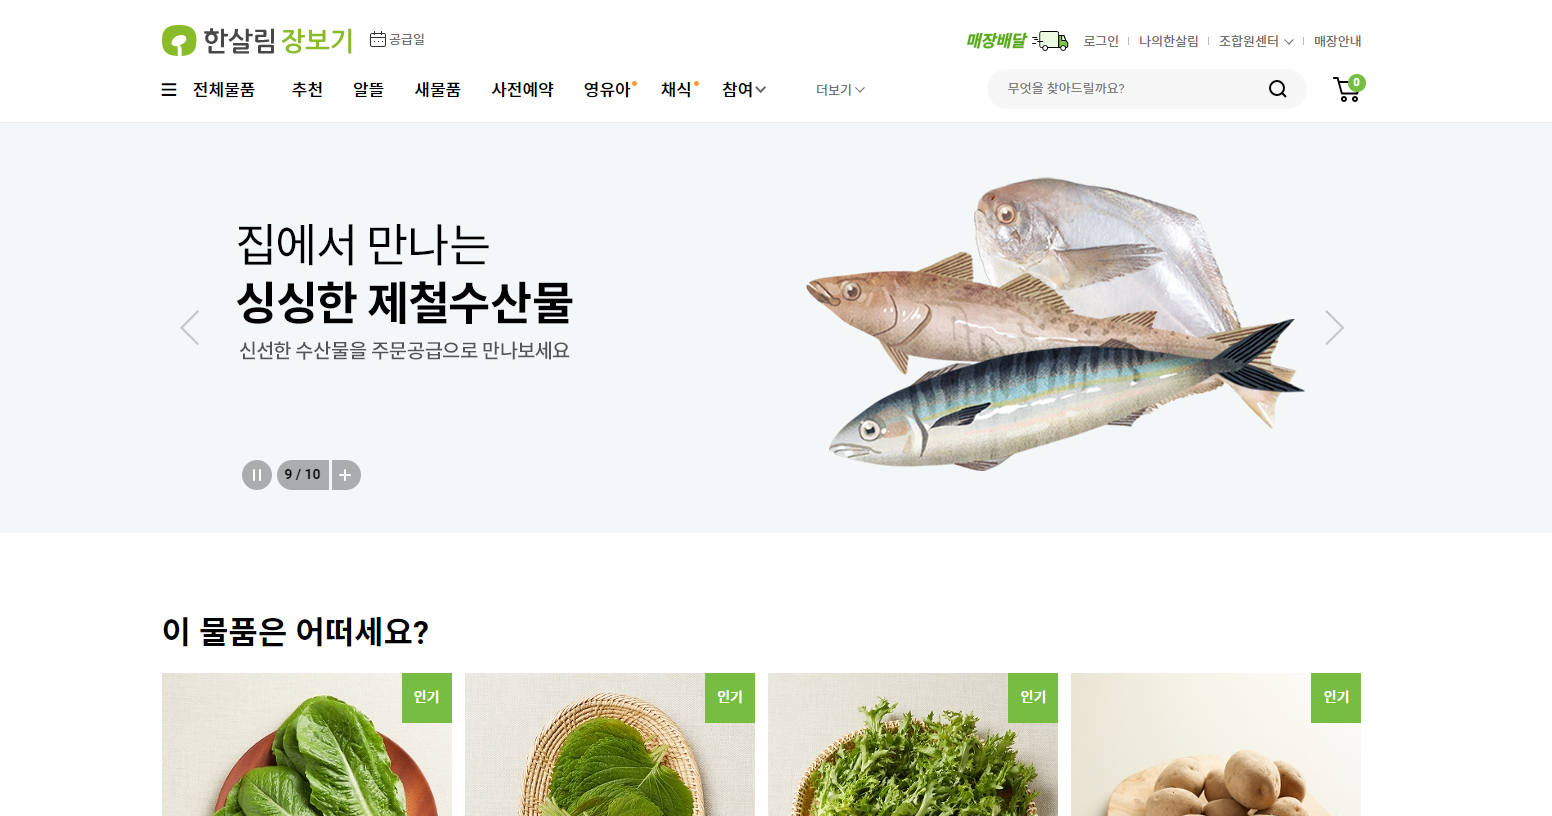 한살림 장보기 공급일
매장배달 로그인 나의한살림 조합원센터 매장안내
전체물품 추천 알뜰 새물품 사전예약 영유아 채식 참여 더보기 무엇을 찾아드릴까요? 0
집에서 만나는
싱싱한 제철수산물
신선한 수산물을 주문공급으로 만나보세요
9 / 10
이 물품은 어떠세요?
인기 인기 인기 인기